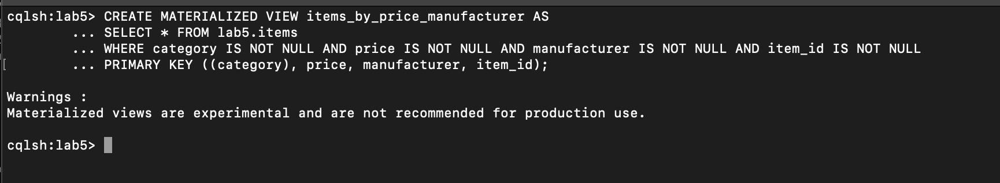 cqlsh:lab5> CREATE MATERIALIZED VIEW items_by_price_manufacturer AS
... SELECT * FROM lab5.items
... WHERE category IS NOT NULL AND price IS NOT NULL AND manufacturer IS NOT NULL AND item_id IS NOT NULL
... PRIMARY KEY ((category), price, manufacturer, item_id);
Warnings :
Materialized views are experimental and are not recommended for production use.
cqlsh:lab5>